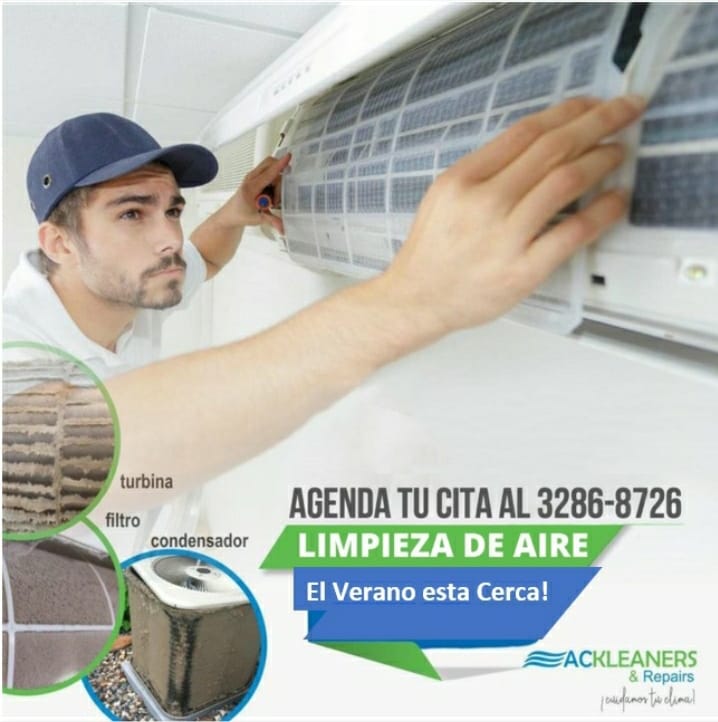 turbina
filtro
condensador
AGENDA TU CITA AL 3286-8726
LIMPIEZA DE AIRE
El Verano esta Cerca!
ACKLEANERS
& Repairs
¡cuidamos tu clima!